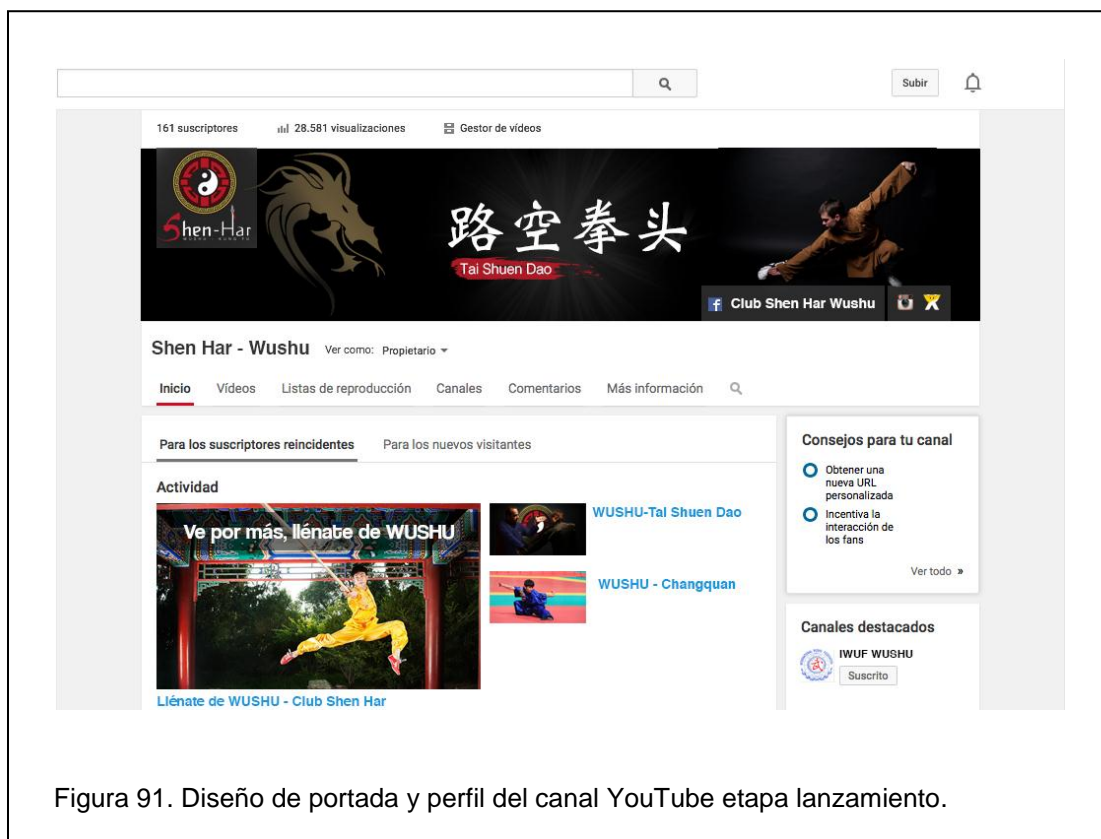 Subir
161 suscriptores 28.581 visualizaciones Gestor de vídeos
Shen-Har
WUSHU - KUNG FU
路空拳头
Tai Shuen Dao
Club Shen Har Wushu
Shen Har - Wushu Ver como: Propietario
Inicio Vídeos Listas de reproducción Canales Comentarios Más información
Para los suscriptores reincidentes Para los nuevos visitantes
Actividad
Ve por más, llénate de WUSHU
Llénate de WUSHU - Club Shen Har
WUSHU-Tai Shuen Dao
WUSHU - Changquan
Consejos para tu canal
Obtener una
nueva URL
personalizada
Incentiva la
interacción de
los fans
Ver todo »
Canales destacados
IWUF WUSHU
Suscrito
Figura 91. Diseño de portada y perfil del canal YouTube etapa lanzamiento.